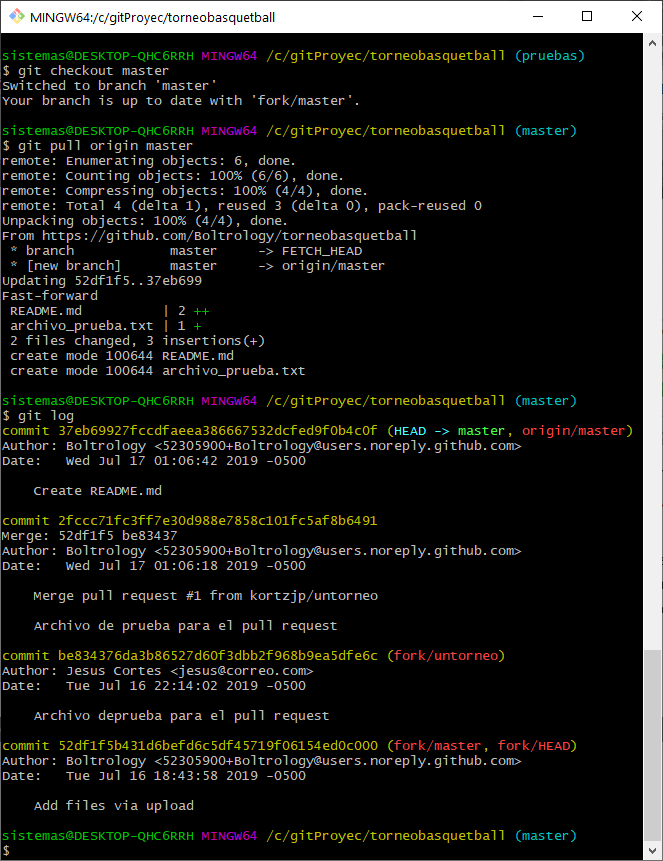 MINGW64:/c/gitProyec/torneobasquetball
sistemas@DESKTOP-QHC6RRH MINGW64 /c/gitProyec/torneobasquetball (pruebas)
$ git checkout master
Switched to branch 'master'
Your branch is up to date with 'fork/master'.
sistemas@DESKTOP-QHC6RRH MINGW64 /c/gitProyec/torneobasquetball (master)
$ git pull origin master
remote: Enumerating objects: 6, done.
remote: Counting objects: 100% (6/6), done.
remote: Compressing objects: 100% (4/4), done.
remote: Total 4 (delta 1), reused 3 (delta 0), pack-reused 0
Unpacking objects: 100% (4/4), done.
From https://github.com/Boltrology/torneobasquetball
 * branch            master     -> FETCH_HEAD
 * [new branch]      master     -> origin/master
Updating 52df1f5..37eb699
Fast-forward
 README.md          | 2 ++
 archivo_prueba.txt | 1 +
 2 files changed, 3 insertions(+)
 create mode 100644 README.md
 create mode 100644 archivo_prueba.txt
sistemas@DESKTOP-QHC6RRH MINGW64 /c/gitProyec/torneobasquetball (master)
$ git log
commit 37eb69927fccdfaeea386667532dcfed9f0b4c0f (HEAD -> master, origin/master)
Author: Boltrology <52305900+Boltrology@users.noreply.github.com>
Date:   Wed Jul 17 01:06:42 2019 -0500
    Create README.md
commit 2fccc71fc3ff7e30d988e7858c101fc5af8b6491
Merge: 52df1f5 be83437
Author: Boltrology <52305900+Boltrology@users.noreply.github.com>
Date:   Wed Jul 17 01:06:18 2019 -0500
    Merge pull request #1 from kortzjp/untorneo
    Archivo de prueba para el pull request
commit be834376da3b86527d60f3dbb2f968b9ea5dfe6c (fork/untorneo)
Author: Jesus Cortes <jesus@correo.com>
Date:   Tue Jul 16 22:14:02 2019 -0500
    Archivo deprueba para el pull request
commit 52df1f5b431d6befd6c5df45719f06154ed0c000 (fork/master, fork/HEAD)
Author: Boltrology <52305900+Boltrology@users.noreply.github.com>
Date:   Tue Jul 16 18:43:58 2019 -0500
    Add files via upload
sistemas@DESKTOP-QHC6RRH MINGW64 /c/gitProyec/torneobasquetball (master)
$